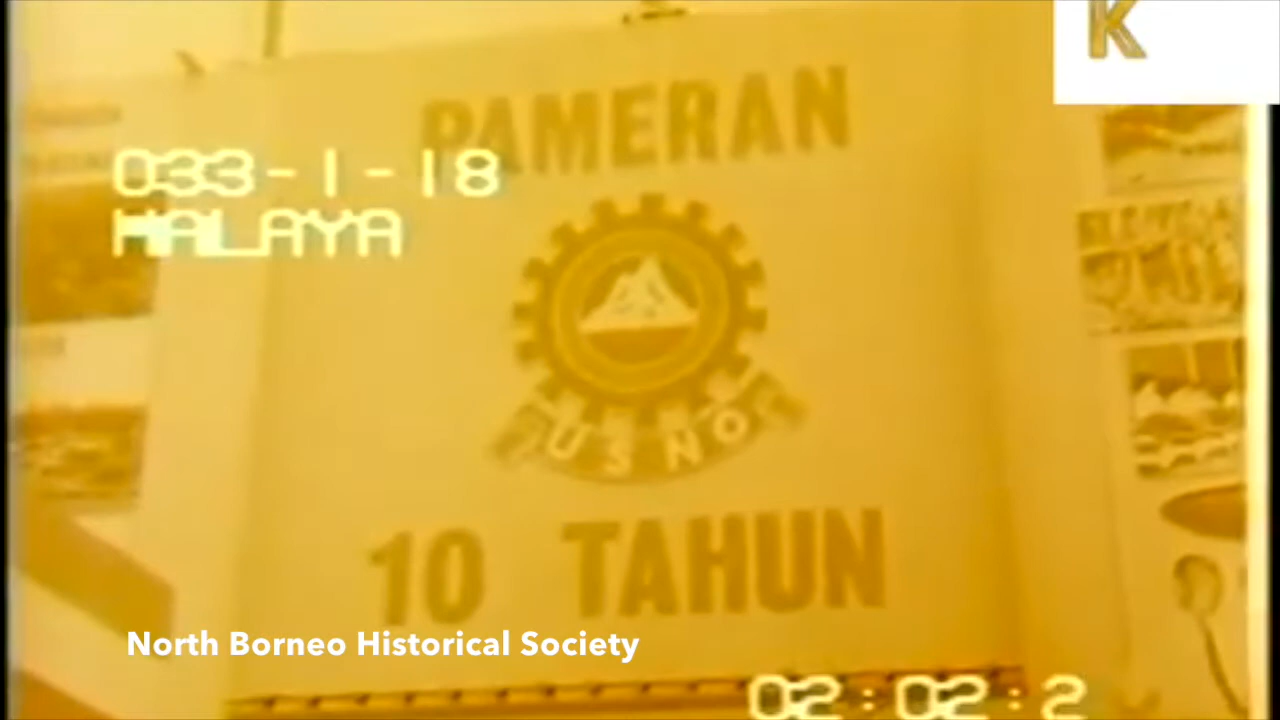 K
PAMERAN
033-1-18
MALAYA
USNO
10 TAHUN
North Borneo Historical Society
02:02:2